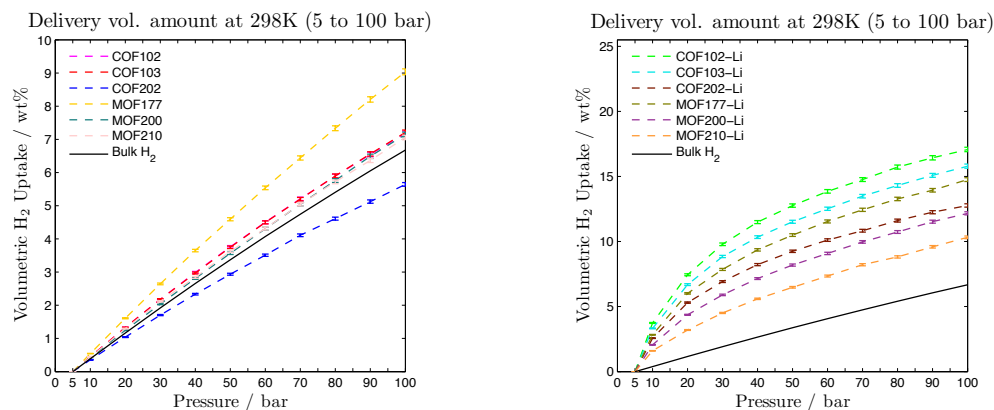 Delivery vol. amount at 298K (5 to 100 bar)
Volumetric H2 Uptake / wt%
10
9
8
7
6
5
4
3
2
1
0
COF102
COF103
COF202
MOF177
MOF200
MOF210
Bulk H2
0 5 10 20 30 40 50 60 70 80 90 100
Pressure / bar
Delivery vol. amount at 298K (5 to 100 bar)
Volumetric H2 Uptake / wt%
25
20
15
10
5
0
COF102-Li
COF103-Li
COF202-Li
MOF177-Li
MOF200-Li
MOF210-Li
Bulk H2
0 5 10 20 30 40 50 60 70 80 90 100
Pressure / bar